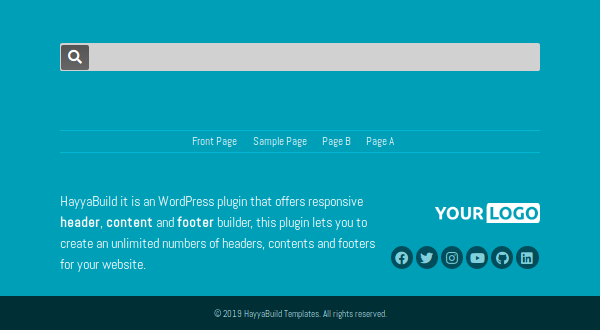 Front Page Sample Page Page B Page A
HayyaBuild it is an WordPress plugin that offers responsive
header, content and footer builder, this plugin lets you to
create an unlimited numbers of headers, contents and footers
for your website.
YOUR LOGO
© 2019 HayyaBuild Templates. All rights reserved.